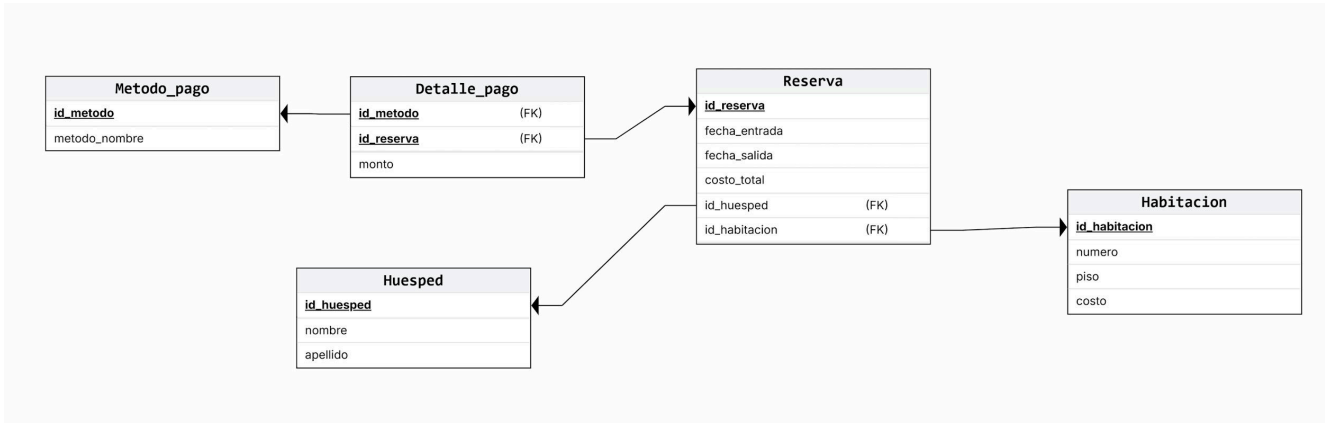 Metodo_pago
id_metodo
metodo_nombre
Detalle_pago
id_metodo (FK)
id_reserva (FK)
monto
Reserva
id_reserva
fecha_entrada
fecha_salida
costo_total
id_huesped (FK)
id_habitacion (FK)
Huesped
id_huesped
nombre
apellido
Habitacion
id_habitacion
numero
piso
costo